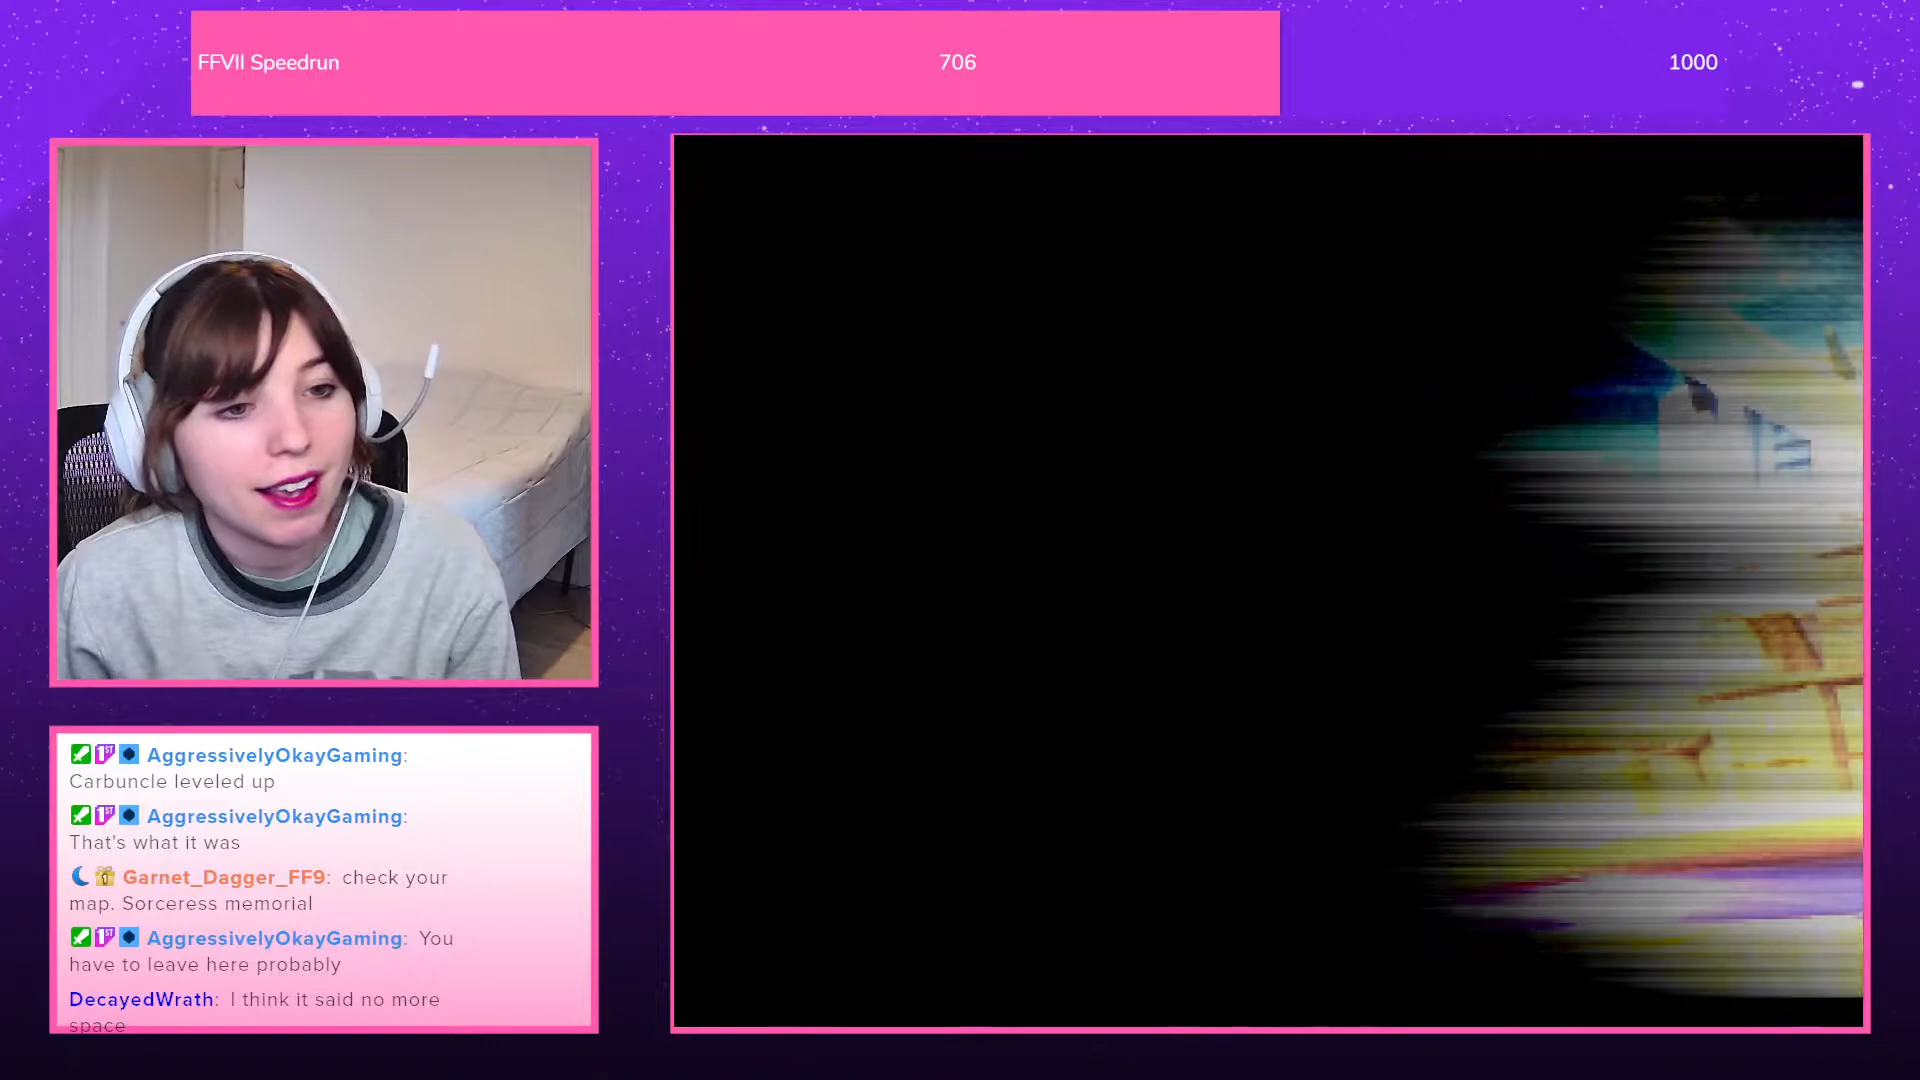 FFVII Speedrun 706 1000
AggressivelyOkayGaming:
Carbuncle leveled up
AggressivelyOkayGaming:
That's what it was
Garnet_Dagger_FF9: check your
map. Sorceress memorial
AggressivelyOkayGaming: You
have to leave here probably
DecayedWrath: I think it said no more
space